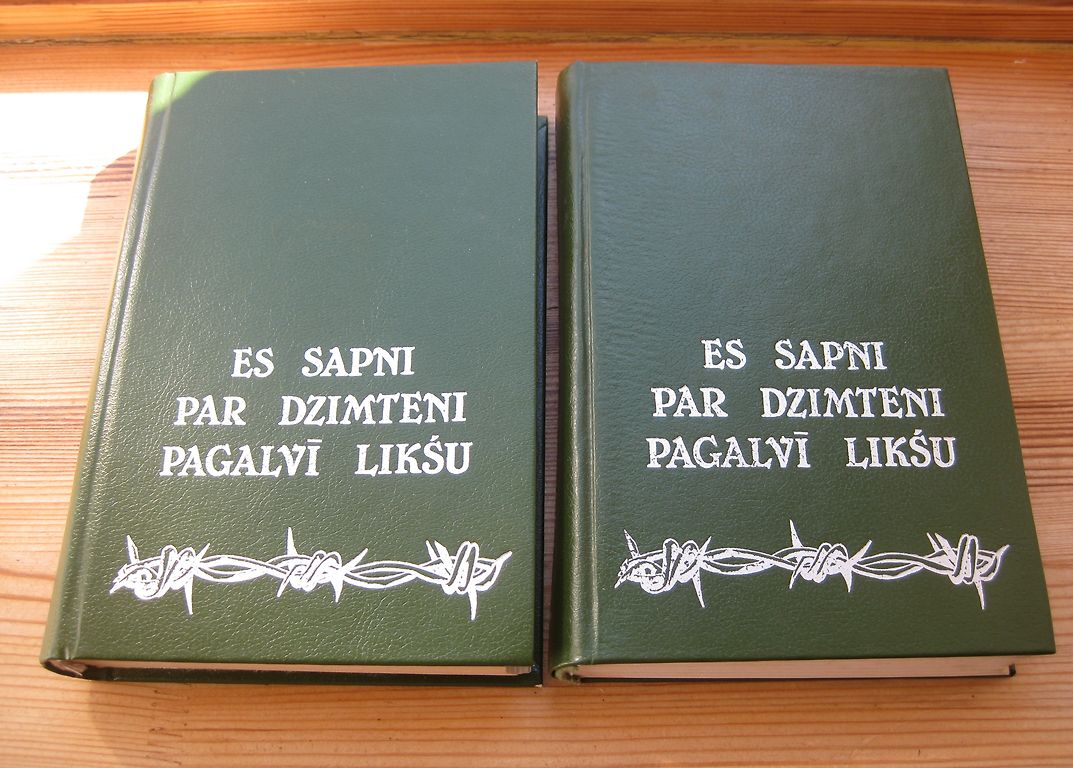 ES SAPNI
PAR DZIMTENI
PAGALVĪ LIKŠU
ES SAPNI
PAR DZIMTENI
PAGALVĪ LIKŠU